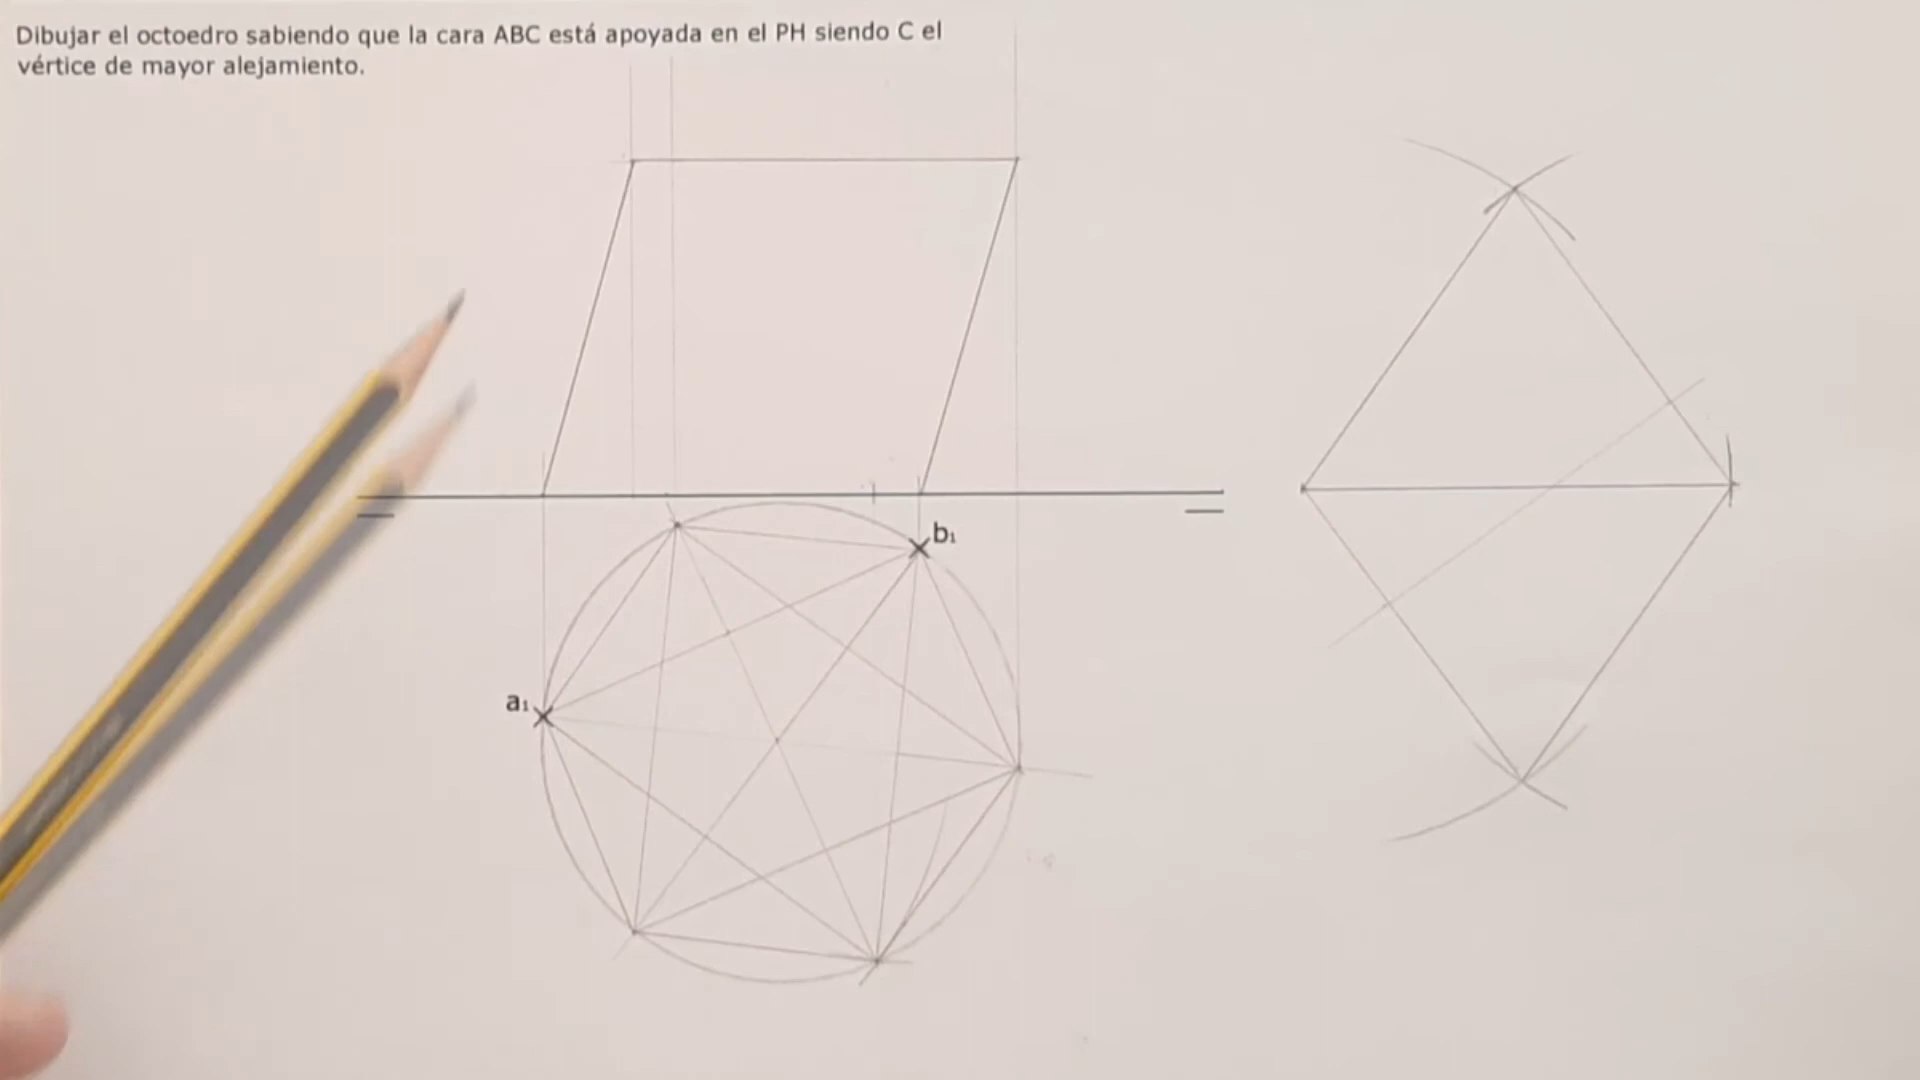 Dibujar el octoedro sabiendo que la cara ABC está apoyada en el PH siendo C el
vértice de mayor alejamiento.
b₁
a₁